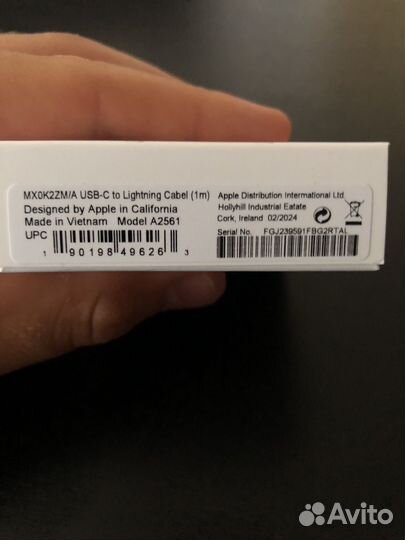 MX0K2ZM/A USB-C to Lightning Cabel (1m)
Designed by Apple in California
Made in Vietnam Model A2561
UPC
1 90198 49626 3
Apple Distribution International Ltd
Hollyhill Industrial Eatate
Cork, Ireland 02/2024
Serial No. FGJ239591FBG2RTAL
Avito